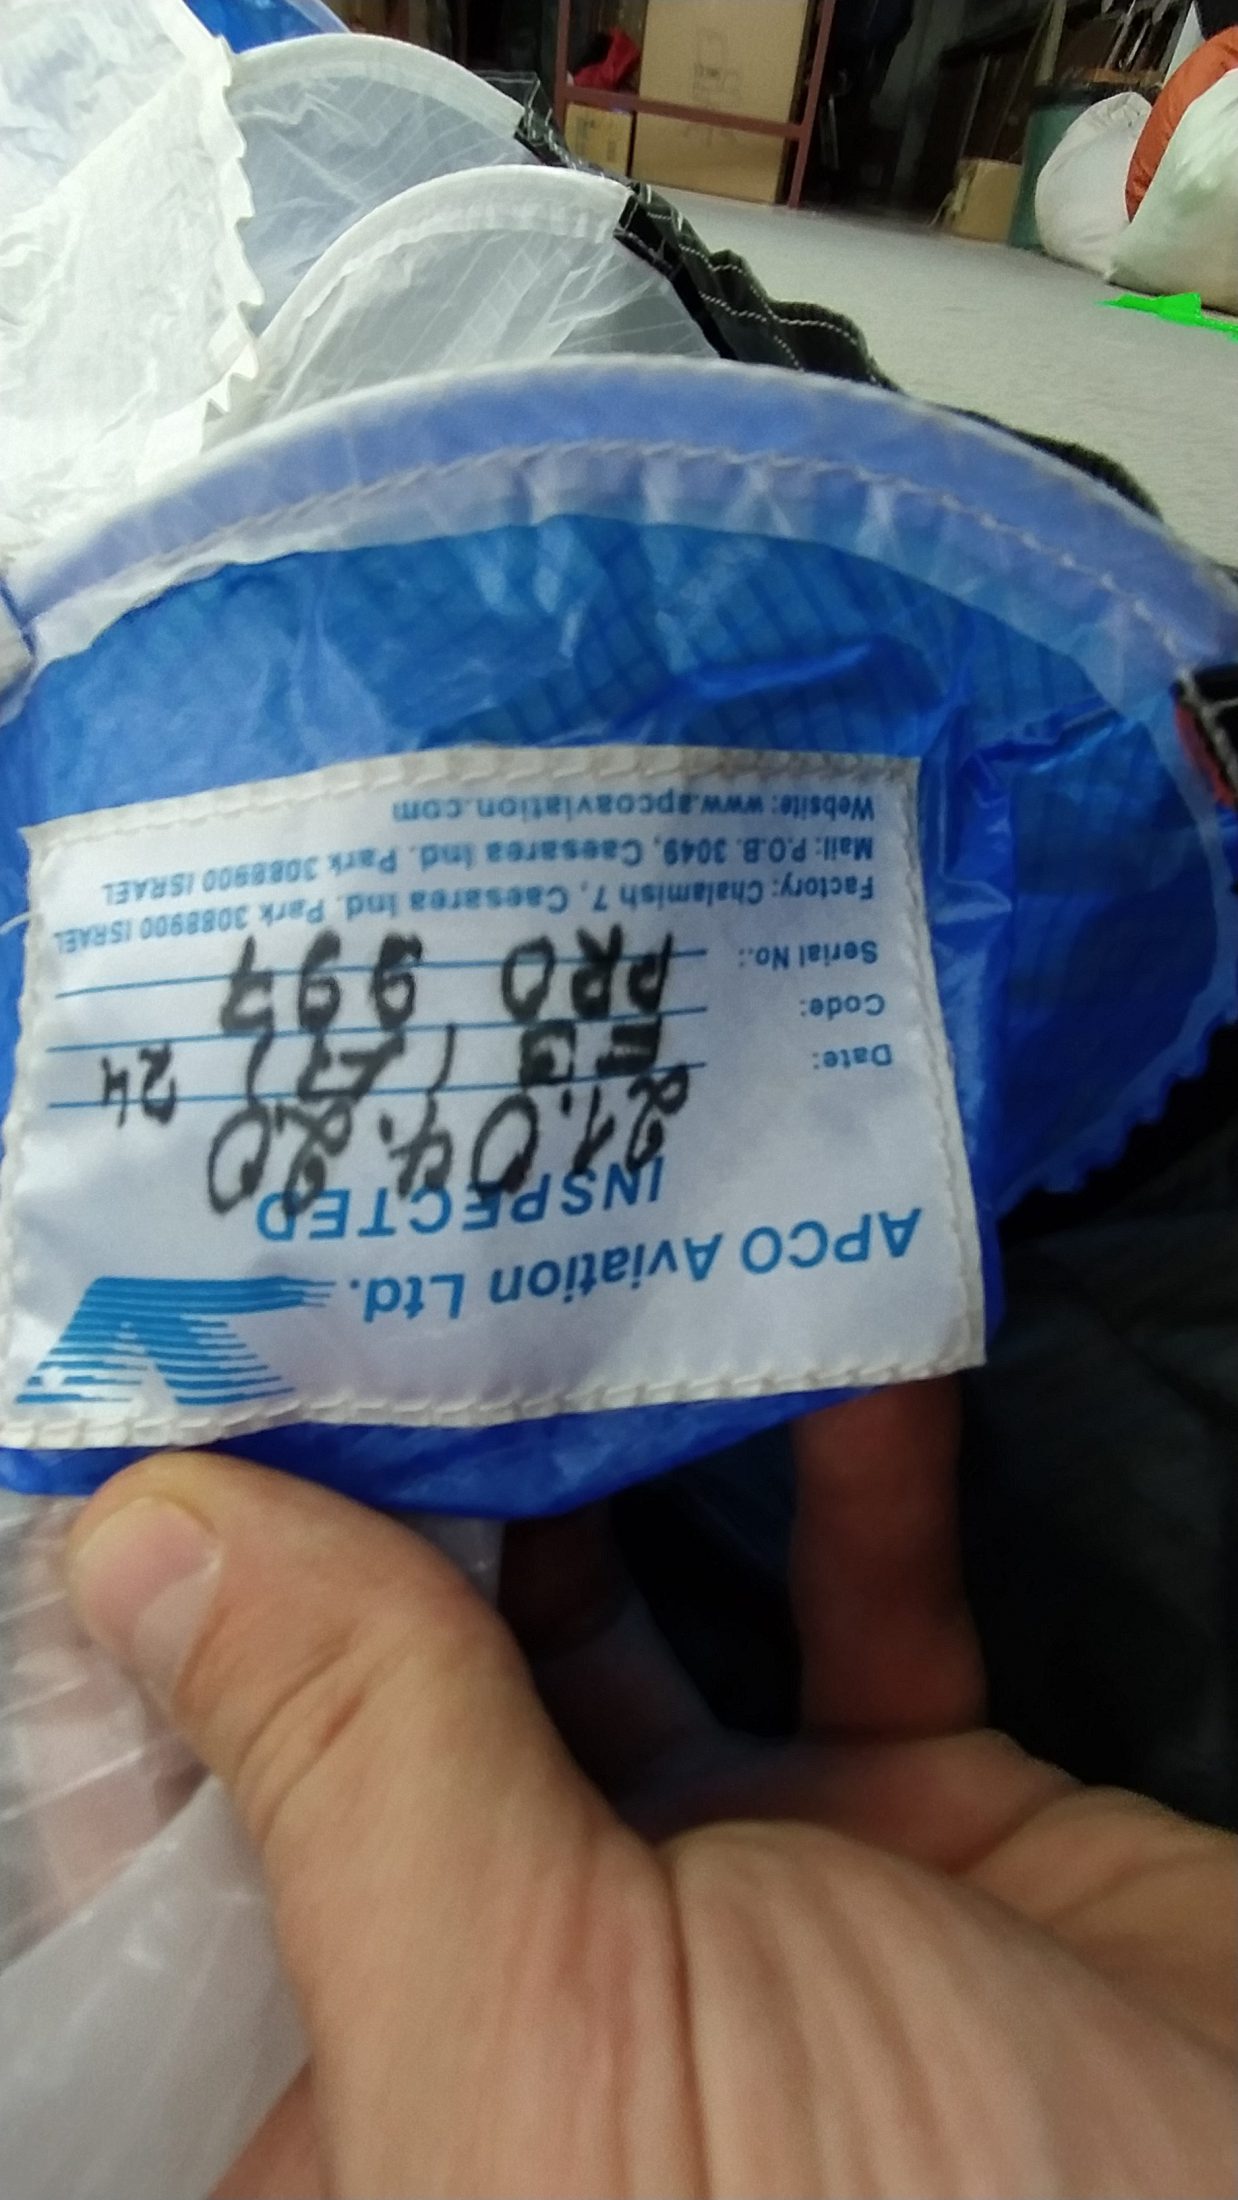 APCO Aviation Ltd.
INSPECTED
Date: 21.04.20
Code: 24
Serial No.: PRO 997
Factory: Chalamish 7, Caesarea Ind. Park 3088900 ISRAEL
Mail: P.O.B. 3049, Caesarea Ind. Park 3088900 ISRAEL
Website: www.apcoaviation.com